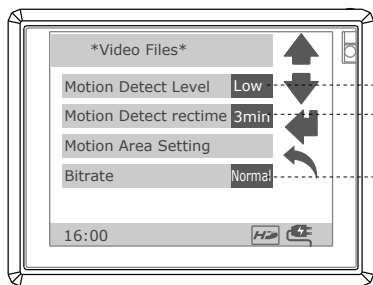 *Video Files*
Motion Detect Level Low
Motion Detect rectime 3min
Motion Area Setting
Bitrate Normal
16:00